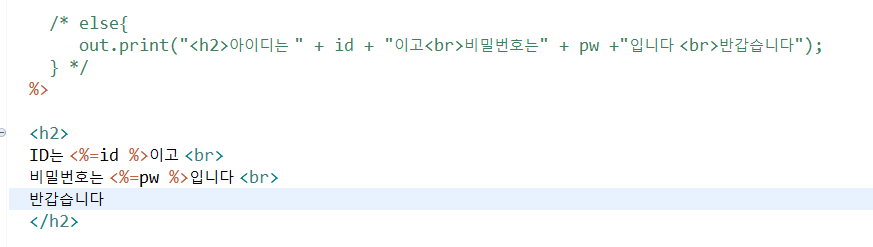 /* else{
out.print("<h2>아이디는 " + id + "이고<br>비밀번호는" + pw +"입니다 <br>반갑습니다");
} */
%>
<h2>
ID는 <%=id %>이고 <br>
비밀번호는 <%=pw %>입니다 <br>
반갑습니다
</h2>